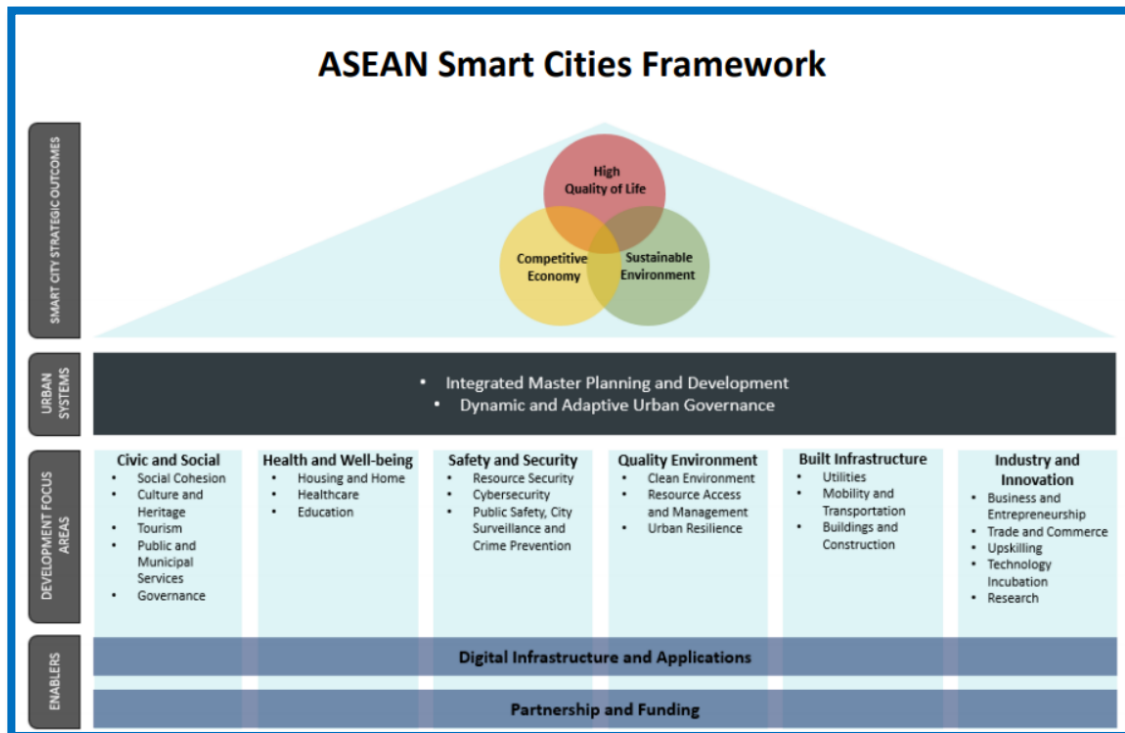 ASEAN Smart Cities Framework
SMART CITY STRATEGIC OUTCOMES
High
Quality of Life
Competitive
Economy
Sustainable
Environment
URBAN
SYSTEMS
• Integrated Master Planning and Development
• Dynamic and Adaptive Urban Governance
DEVELOPMENT FOCUS
AREAS
Civic and Social
• Social Cohesion
• Culture and
Heritage
• Tourism
• Public and
Municipal
Services
• Governance
Health and Well-being
• Housing and Home
• Healthcare
• Education
Safety and Security
• Resource Security
• Cybersecurity
• Public Safety, City
Surveillance and
Crime Prevention
Quality Environment
• Clean Environment
• Resource Access
and Management
• Urban Resilience
Built Infrastructure
• Utilities
• Mobility and
Transportation
• Buildings and
Construction
Industry and
Innovation
• Business and
Entrepreneurship
• Trade and Commerce
• Upskilling
• Technology
Incubation
• Research
ENABLERS
Digital Infrastructure and Applications
Partnership and Funding